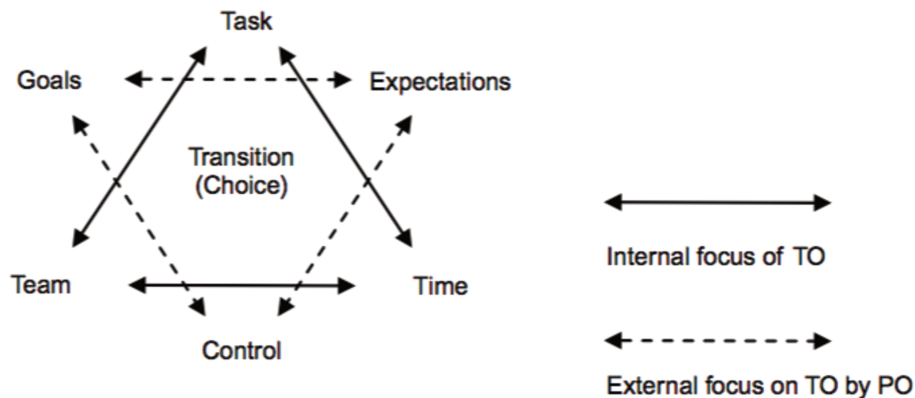 Task
Goals
Expectations
Transition
(Choice)
Team
Time
Control
Internal focus of TO
External focus on TO by PO